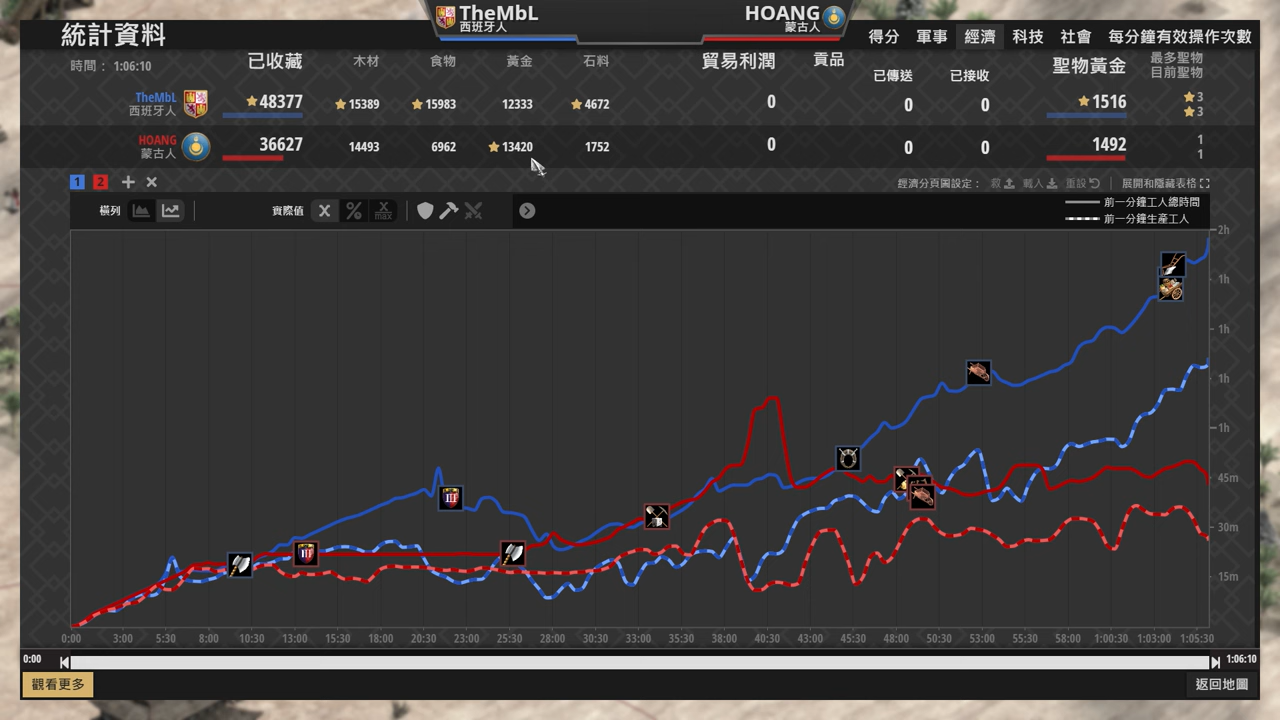 TheMbL
西班牙人
HOANG
蒙古人
統計資料
得分 軍事 經濟 科技 社會 每分鐘有效操作次數
時間： 1:06:10
已收藏 木材 食物 黃金 石料 貿易利潤 貢品 已傳送 已接收 聖物黃金 最多聖物
目前聖物
TheMbL
西班牙人
48377 15389 15983 12333 4672 0 0 0 1516 3
3
HOANG
蒙古人
36627 14493 6962 13420 1752 0 0 0 1492 1
1
1 2
經濟分頁圖設定： 載入 重設 展開和隱藏表格
橫列 實際值 X % X max
前一分鐘工人總時間
前一分鐘生產工人
2h
1h
1h
1h
1h
45m
30m
15m
III
III
0:00 3:00 5:30 8:00 10:30 13:00 15:30 18:00 20:30 23:00 25:30 28:00 30:30 33:00 35:30 38:00 40:30 43:00 45:30 48:00 50:30 53:00 55:30 58:00 1:00:30 1:03:00 1:05:30
0:00 1:06:10
觀看更多 返回地圖